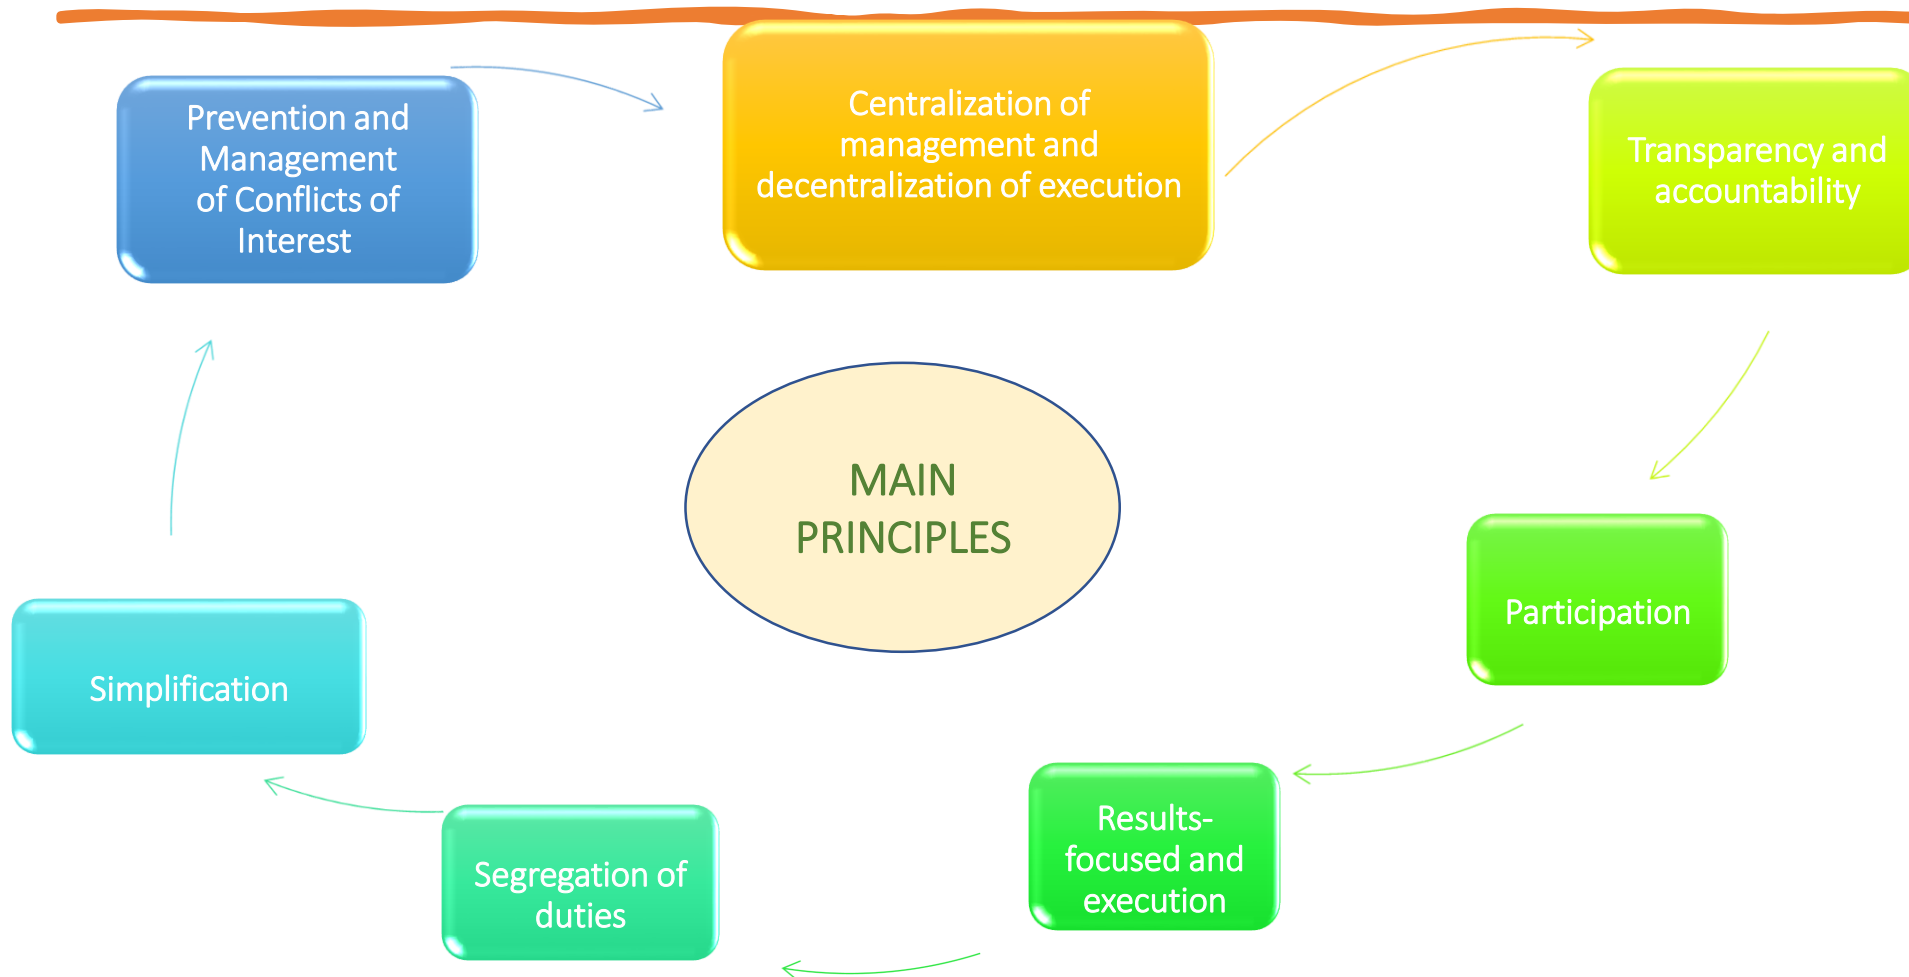 Prevention and
Management
of Conflicts of
Interest
Centralization of
management and
decentralization of execution
Transparency and
accountability
MAIN
PRINCIPLES
Participation
Simplification
Results-
focused and
execution
Segregation of
duties